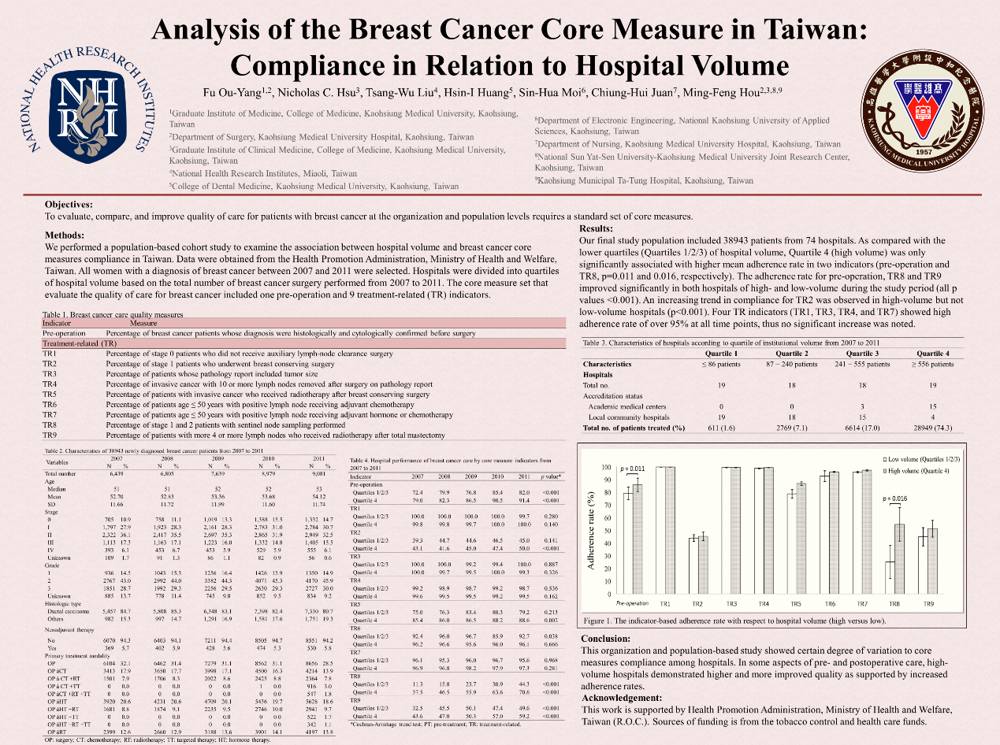 Analysis of the Breast Cancer Core Measure in Taiwan:
Compliance in Relation to Hospital Volume
NATIONAL HEALTH RESEARCH INSTITUTES
NH
RI
高雄醫學大學附設中和紀念醫院
高雄醫學院
1957
KAOHSIUNG MEDICAL UNIVERSITY HOSPITAL
Fu Ou-Yang1,2, Nicholas C. Hsu3, Tsang-Wu Liu4, Hsin-I Huang5, Sin-Hua Moi6, Chiung-Hui Juan7, Ming-Feng Hou2,3,8,9
1Graduate Institute of Medicine, College of Medicine, Kaohsiung Medical University, Kaohsiung,
Taiwan
2Department of Surgery, Kaohsiung Medical University Hospital, Kaohsiung, Taiwan
3Graduate Institute of Clinical Medicine, College of Medicine, Kaohsiung Medical University,
Kaohsiung, Taiwan
4National Health Research Institutes, Miaoli, Taiwan
5College of Dental Medicine, Kaohsiung Medical University, Kaohsiung, Taiwan
6Department of Electronic Engineering, National Kaohsiung University of Applied
Sciences, Kaohsiung, Taiwan
7Department of Nursing, Kaohsiung Medical University Hospital, Kaohsiung, Taiwan
8National Sun Yat-Sen University-Kaohsiung Medical University Joint Research Center,
Kaohsiung, Taiwan
9Kaohsiung Municipal Ta-Tung Hospital, Kaohsiung, Taiwan
Objectives:
To evaluate, compare, and improve quality of care for patients with breast cancer at the organization and population levels requires a standard set of core measures.
Methods:
We performed a population-based cohort study to examine the association between hospital volume and breast cancer core
measures compliance in Taiwan. Data were obtained from the Health Promotion Administration, Ministry of Health and Welfare,
Taiwan. All women with a diagnosis of breast cancer between 2007 and 2011 were selected. Hospitals were divided into quartiles
of hospital volume based on the total number of breast cancer surgery performed from 2007 to 2011. The core measure set that
evaluate the quality of care for breast cancer included one pre-operation and 9 treatment-related (TR) indicators.
Table 1. Breast cancer care quality measures
Indicator Measure
Pre-operation Percentage of breast cancer patients whose diagnosis were histologically and cytologically confirmed before surgery
Treatment-related (TR)
TR1 Percentage of stage 0 patients who did not receive auxiliary lymph-node clearance surgery
TR2 Percentage of stage 1 patients who underwent breast conserving surgery
TR3 Percentage of patients whose pathology report included tumor size
TR4 Percentage of invasive cancer with 10 or more lymph nodes removed after surgery on pathology report
TR5 Percentage of patients with invasive cancer who received radiotherapy after breast conserving surgery
TR6 Percentage of patients age ≤ 50 years with positive lymph node receiving adjuvant chemotherapy
TR7 Percentage of patients age ≤ 50 years with positive lymph node receiving adjuvant hormone or chemotherapy
TR8 Percentage of stage 1 and 2 patients with sentinel node sampling performed
TR9 Percentage of patients with more 4 or more lymph nodes who received radiotherapy after total mastectomy
Table 2. Characteristics of 38943 newly diagnosed breast cancer patients from 2007 to 2011
Variables 2007 2008 2009 2010 2011
N % N % N % N % N %
Total number 6,439 6,805 7,639 8,979 9,081
Age
Median 51 51 52 52 53
Mean 52.70 52.83 53.36 53.68 54.12
SD 11.66 11.72 11.99 11.60 11.74
Stage
0 705 10.9 758 11.1 1,019 13.3 1,388 15.5 1,332 14.7
I 1,797 27.9 1,923 28.3 2,161 28.3 2,783 31.0 2,784 30.7
II 2,322 36.1 2,417 35.5 2,697 35.3 2,865 31.9 2,949 32.5
III 1,113 17.3 1,163 17.1 1,223 16.0 1,332 14.8 1,405 15.5
IV 393 6.1 453 6.7 453 5.9 529 5.9 555 6.1
Unknown 109 1.7 91 1.3 86 1.1 82 0.9 56 0.6
Grade
1 936 14.5 1043 15.3 1256 16.4 1426 15.9 1350 14.9
2 2767 43.0 2992 44.0 3382 44.3 4071 45.3 4170 45.9
3 1851 28.7 1992 29.3 2256 29.5 2630 29.3 2727 30.0
Unknown 885 13.7 778 11.4 745 9.8 852 9.5 834 9.2
Histologic type
Ductal carcinoma 5,457 84.7 5,808 85.3 6,348 83.1 7,398 82.4 7,330 80.7
Others 982 15.3 997 14.7 1,291 16.9 1,581 17.6 1,751 19.3
Neoadjuvant therapy
No 6070 94.3 6403 94.1 7211 94.4 8505 94.7 8551 94.2
Yes 369 5.7 402 5.9 428 5.6 474 5.3 530 5.8
Primary treatment modality
OP 6104 32.1 6462 31.4 7279 31.1 8562 31.1 8656 28.5
OP àCT 3413 17.9 3650 17.7 3998 17.1 4500 16.3 4214 13.9
OP à CT +RT 1501 7.9 1706 8.3 2022 8.6 2425 8.8 2364 7.8
OP à CT +TT 0 0.0 0 0.0 0 0.0 1 0.0 916 3.0
OP àCT +RT +TT 0 0.0 0 0.0 0 0.0 0 0.0 547 1.8
OP àHT 3920 20.6 4231 20.6 4709 20.1 5436 19.7 5628 18.6
OP àHT +RT 1681 8.8 1874 9.1 2235 9.5 2746 10.0 2941 9.7
OP àHT +TT 0 0.0 0 0.0 0 0.0 0 0.0 522 1.7
OP àHT +RT +TT 0 0.0 0 0.0 0 0.0 0 0.0 342 1.1
OP àRT 2399 12.6 2660 12.9 3188 13.6 3901 14.1 4197 13.8
OP: surgery; CT: chemotherapy; RT: radiotherapy; TT: targeted therapy; HT: hormone therapy.
Table 4. Hospital performance of breast cancer care by core measure indicators from
2007 to 2011
Indicator 2007 2008 2009 2010 2011 p value*
Pre-operation
Quartiles 1/2/3 72.4 79.9 76.8 85.4 82.0 <0.001
Quartile 4 79.0 82.3 86.5 90.5 91.4 <0.001
TR1
Quartiles 1/2/3 100.0 100.0 100.0 100.0 99.7 0.280
Quartile 4 99.8 99.8 99.7 100.0 100.0 0.140
TR2
Quartiles 1/2/3 39.3 44.7 44.6 46.5 45.0 0.141
Quartile 4 43.1 41.6 45.0 47.4 50.0 <0.001
TR3
Quartiles 1/2/3 100.0 100.0 99.2 99.4 100.0 0.887
Quartile 4 100.0 99.7 99.5 100.0 99.3 0.326
TR4
Quartiles 1/2/3 99.2 98.9 98.7 99.2 98.7 0.536
Quartile 4 99.6 99.5 99.5 99.2 99.5 0.162
TR5
Quartiles 1/2/3 75.0 76.3 83.4 80.3 79.2 0.213
Quartile 4 85.4 86.0 86.5 88.2 88.6 0.002
TR6
Quartiles 1/2/3 92.4 96.0 96.7 85.9 92.7 0.038
Quartile 4 96.2 96.6 95.6 96.0 96.1 0.666
TR7
Quartiles 1/2/3 96.1 95.3 96.0 96.7 95.6 0.968
Quartile 4 96.9 96.8 98.2 97.9 97.3 0.281
TR8
Quartiles 1/2/3 11.3 15.8 23.7 30.9 44.3 <0.001
Quartile 4 37.5 46.5 55.9 63.6 70.6 <0.001
TR9
Quartiles 1/2/3 32.5 45.5 50.1 47.4 49.6 <0.001
Quartile 4 43.6 47.0 50.3 57.0 59.2 <0.001
*Cochran-Armitage trend test; PT: pre-treatment; TR: treatment-related.
Results:
Our final study population included 38943 patients from 74 hospitals. As compared with the
lower quartiles (Quartiles 1/2/3) of hospital volume, Quartile 4 (high volume) was only
significantly associated with higher mean adherence rate in two indicators (pre-operation and
TR8, p=0.011 and 0.016, respectively). The adherence rate for pre-operation, TR8 and TR9
improved significantly in both hospitals of high- and low-volume during the study period (all p
values <0.001). An increasing trend in compliance for TR2 was observed in high-volume but not
low-volume hospitals (p<0.001). Four TR indicators (TR1, TR3, TR4, and TR7) showed high
adherence rate of over 95% at all time points, thus no significant increase was noted.
Table 3. Characteristics of hospitals according to quartile of institutional volume from 2007 to 2011
Quartile 1 Quartile 2 Quartile 3 Quartile 4
Characteristics ≤ 86 patients 87 − 240 patients 241 − 555 patients ≥ 556 patients
Hospitals
Total no. 19 18 18 19
Accreditation status
Academic medical centers 0 0 3 15
Local community hospitals 19 18 15 4
Total no. of patients treated (%) 611 (1.6) 2769 (7.1) 6614 (17.0) 28949 (74.3)
Low volume (Quartiles 1/2/3)
High volume (Quartile 4)
p = 0.011
p = 0.016
Adherence rate (%)
100
90
80
70
60
50
40
30
20
10
0
Pre-operation TR1 TR2 TR3 TR4 TR5 TR6 TR7 TR8 TR9
Figure 1. The indicator-based adherence rate with respect to hospital volume (high versus low).
Conclusion:
This organization and population-based study showed certain degree of variation to core
measures compliance among hospitals. In some aspects of pre- and postoperative care, high-
volume hospitals demonstrated higher and more improved quality as supported by increased
adherence rates.
Acknowledgement:
This work is supported by Health Promotion Administration, Ministry of Health and Welfare,
Taiwan (R.O.C.). Sources of funding is from the tobacco control and health care funds.